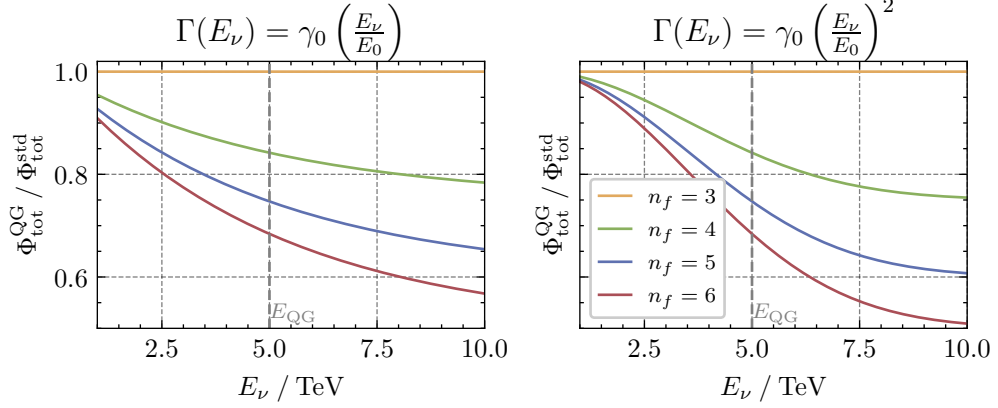 Γ(E_ν) = γ_0 (E_ν / E_0)
Φ_tot^QG / Φ_tot^std
1.0
0.8
0.6
E_QG
2.5 5.0 7.5 10.0
E_ν / TeV
Γ(E_ν) = γ_0 (E_ν / E_0)^2
Φ_tot^QG / Φ_tot^std
n_f = 3
n_f = 4
n_f = 5
n_f = 6
E_QG
2.5 5.0 7.5 10.0
E_ν / TeV